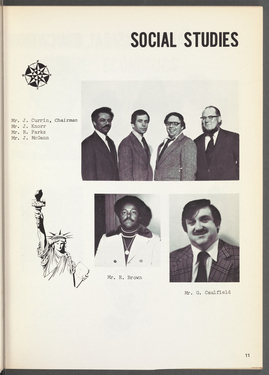 SOCIAL STUDIES
Mr. J. Currin, Chairman
Mr. J. Knorr
Mr. R. Parks
Mr. J. McGann
Mr. R. Brown
Mr. G. Caulfield
11